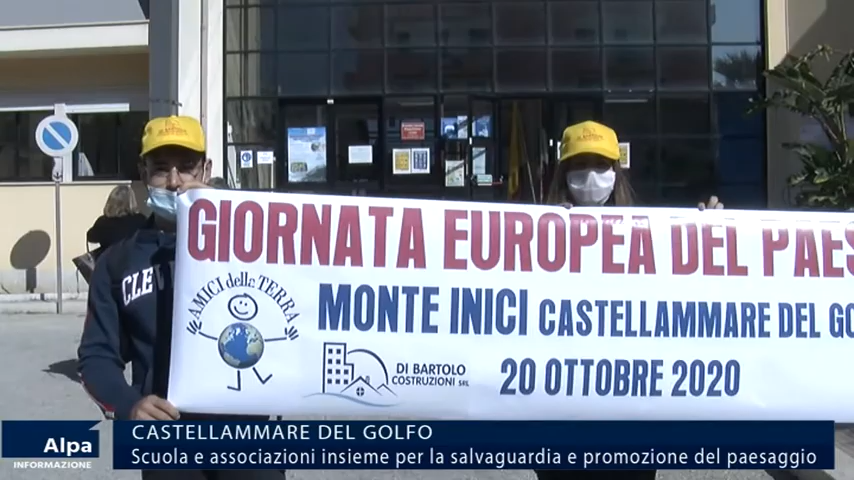 CLEV
GIORNATA EUROPEA DEL PAES
AMICI della TERRA
MONTE INICI CASTELLAMMARE DEL GO
DI BARTOLO
COSTRUZIONI SRL
20 OTTOBRE 2020
Alpa
INFORMAZIONE
CASTELLAMMARE DEL GOLFO
Scuola e associazioni insieme per la salvaguardia e promozione del paesaggio